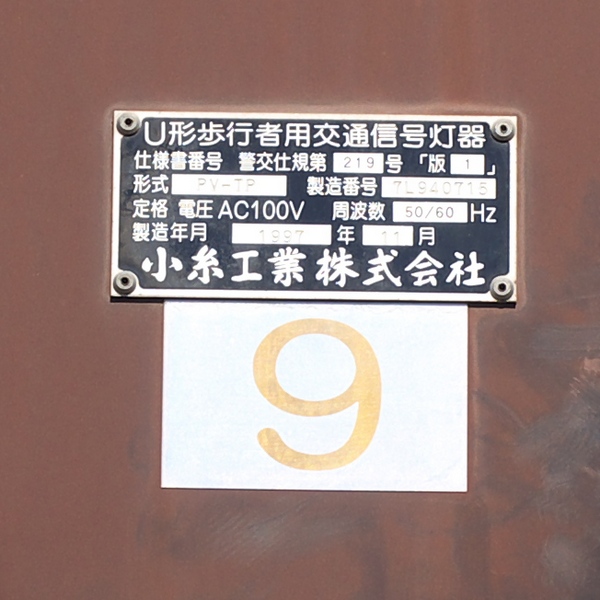 U形歩行者用交通信号灯器
仕様書番号 警交仕規第 219 号 「版 1 」
形式 PV-TP 製造番号 7L940715
定格 電圧 AC100V 周波数 50/60 Hz
製造年月 1997 年 11 月
小糸工業株式会社
9